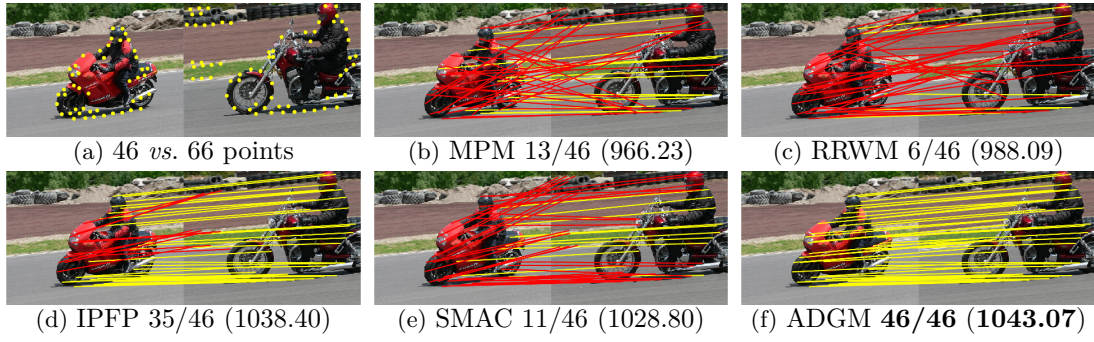 (a) 46 vs. 66 points
(b) MPM 13/46 (966.23)
(c) RRWM 6/46 (988.09)
(d) IPFP 35/46 (1038.40)
(e) SMAC 11/46 (1028.80)
(f) ADGM 46/46 (1043.07)